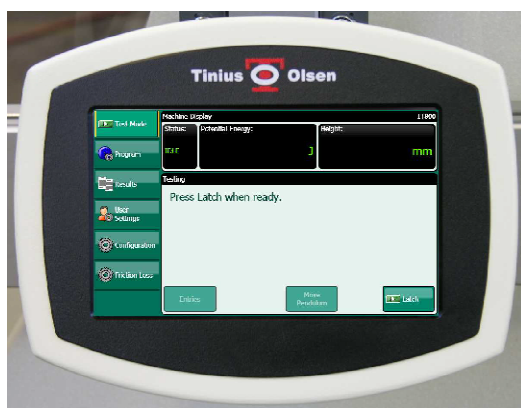 Tinius Olsen
Test Mode
Program
Results
User
Settings
Configuration
Friction Loss
Machine Display
Status:
Potential Energy:
J
Height:
mm
Testing
Press Latch when ready.
Entries
Move
Pendulum
Latch